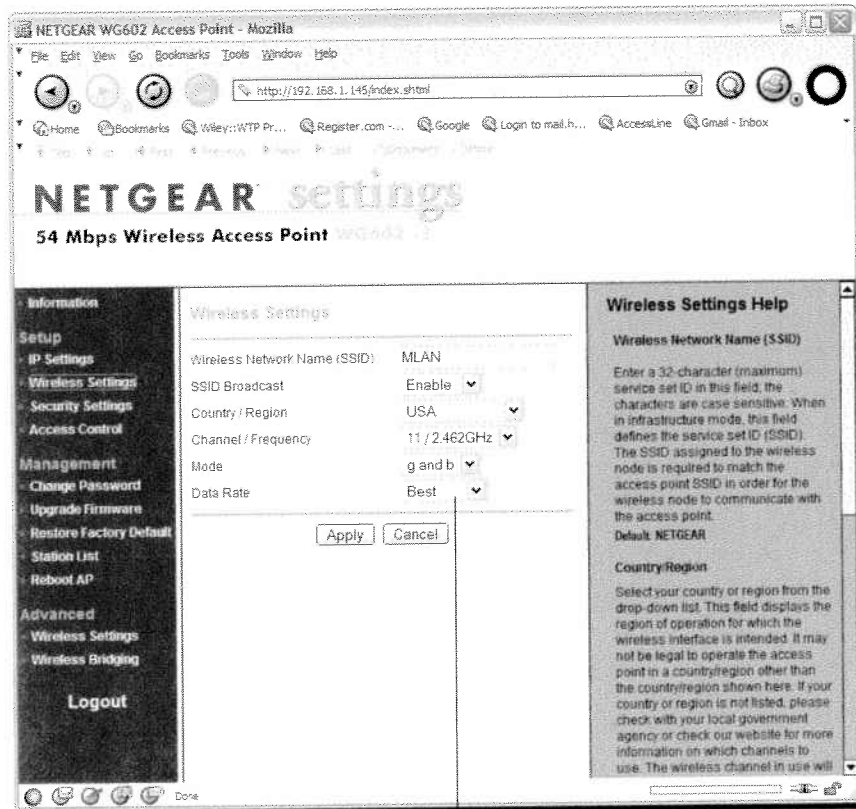 NETGEAR WG602 Access Point - Mozilla
File Edit View Go Bookmarks Tools Window Help
http://192.168.1.145/index.shtml
Home Bookmarks Wiley::WTP Pr... Register.com -... Google Login to mail.h... AccessLine Gmail - Inbox
NETGEAR settings
54 Mbps Wireless Access Point WG602
Information
Setup
IP Settings
Wireless Settings
Security Settings
Access Control
Management
Change Password
Upgrade Firmware
Restore Factory Default
Station List
Reboot AP
Advanced
Wireless Settings
Wireless Bridging
Logout
Wireless Settings
Wireless Network Name (SSID) MLAN
SSID Broadcast Enable
Country / Region USA
Channel / Frequency 11 / 2.462GHz
Mode g and b
Data Rate Best
Apply Cancel
Wireless Settings Help
Wireless Network Name (SSID)
Enter a 32-character (maximum)
service set ID in this field; the
characters are case sensitive. When
in infrastructure mode, this field
defines the service set ID (SSID).
The SSID assigned to the wireless
node is required to match the
access point SSID in order for the
wireless node to communicate with
the access point.
Default: NETGEAR
Country/Region
Select your country or region from the
drop-down list. This field displays the
region of operation for which the
wireless interface is intended. It may
not be legal to operate the access
point in a country/region other than
the country/region shown here. If your
country or region is not listed, please
check with your local government
agency or check our website for more
information on which channels to
use. The wireless channel in use will
Done